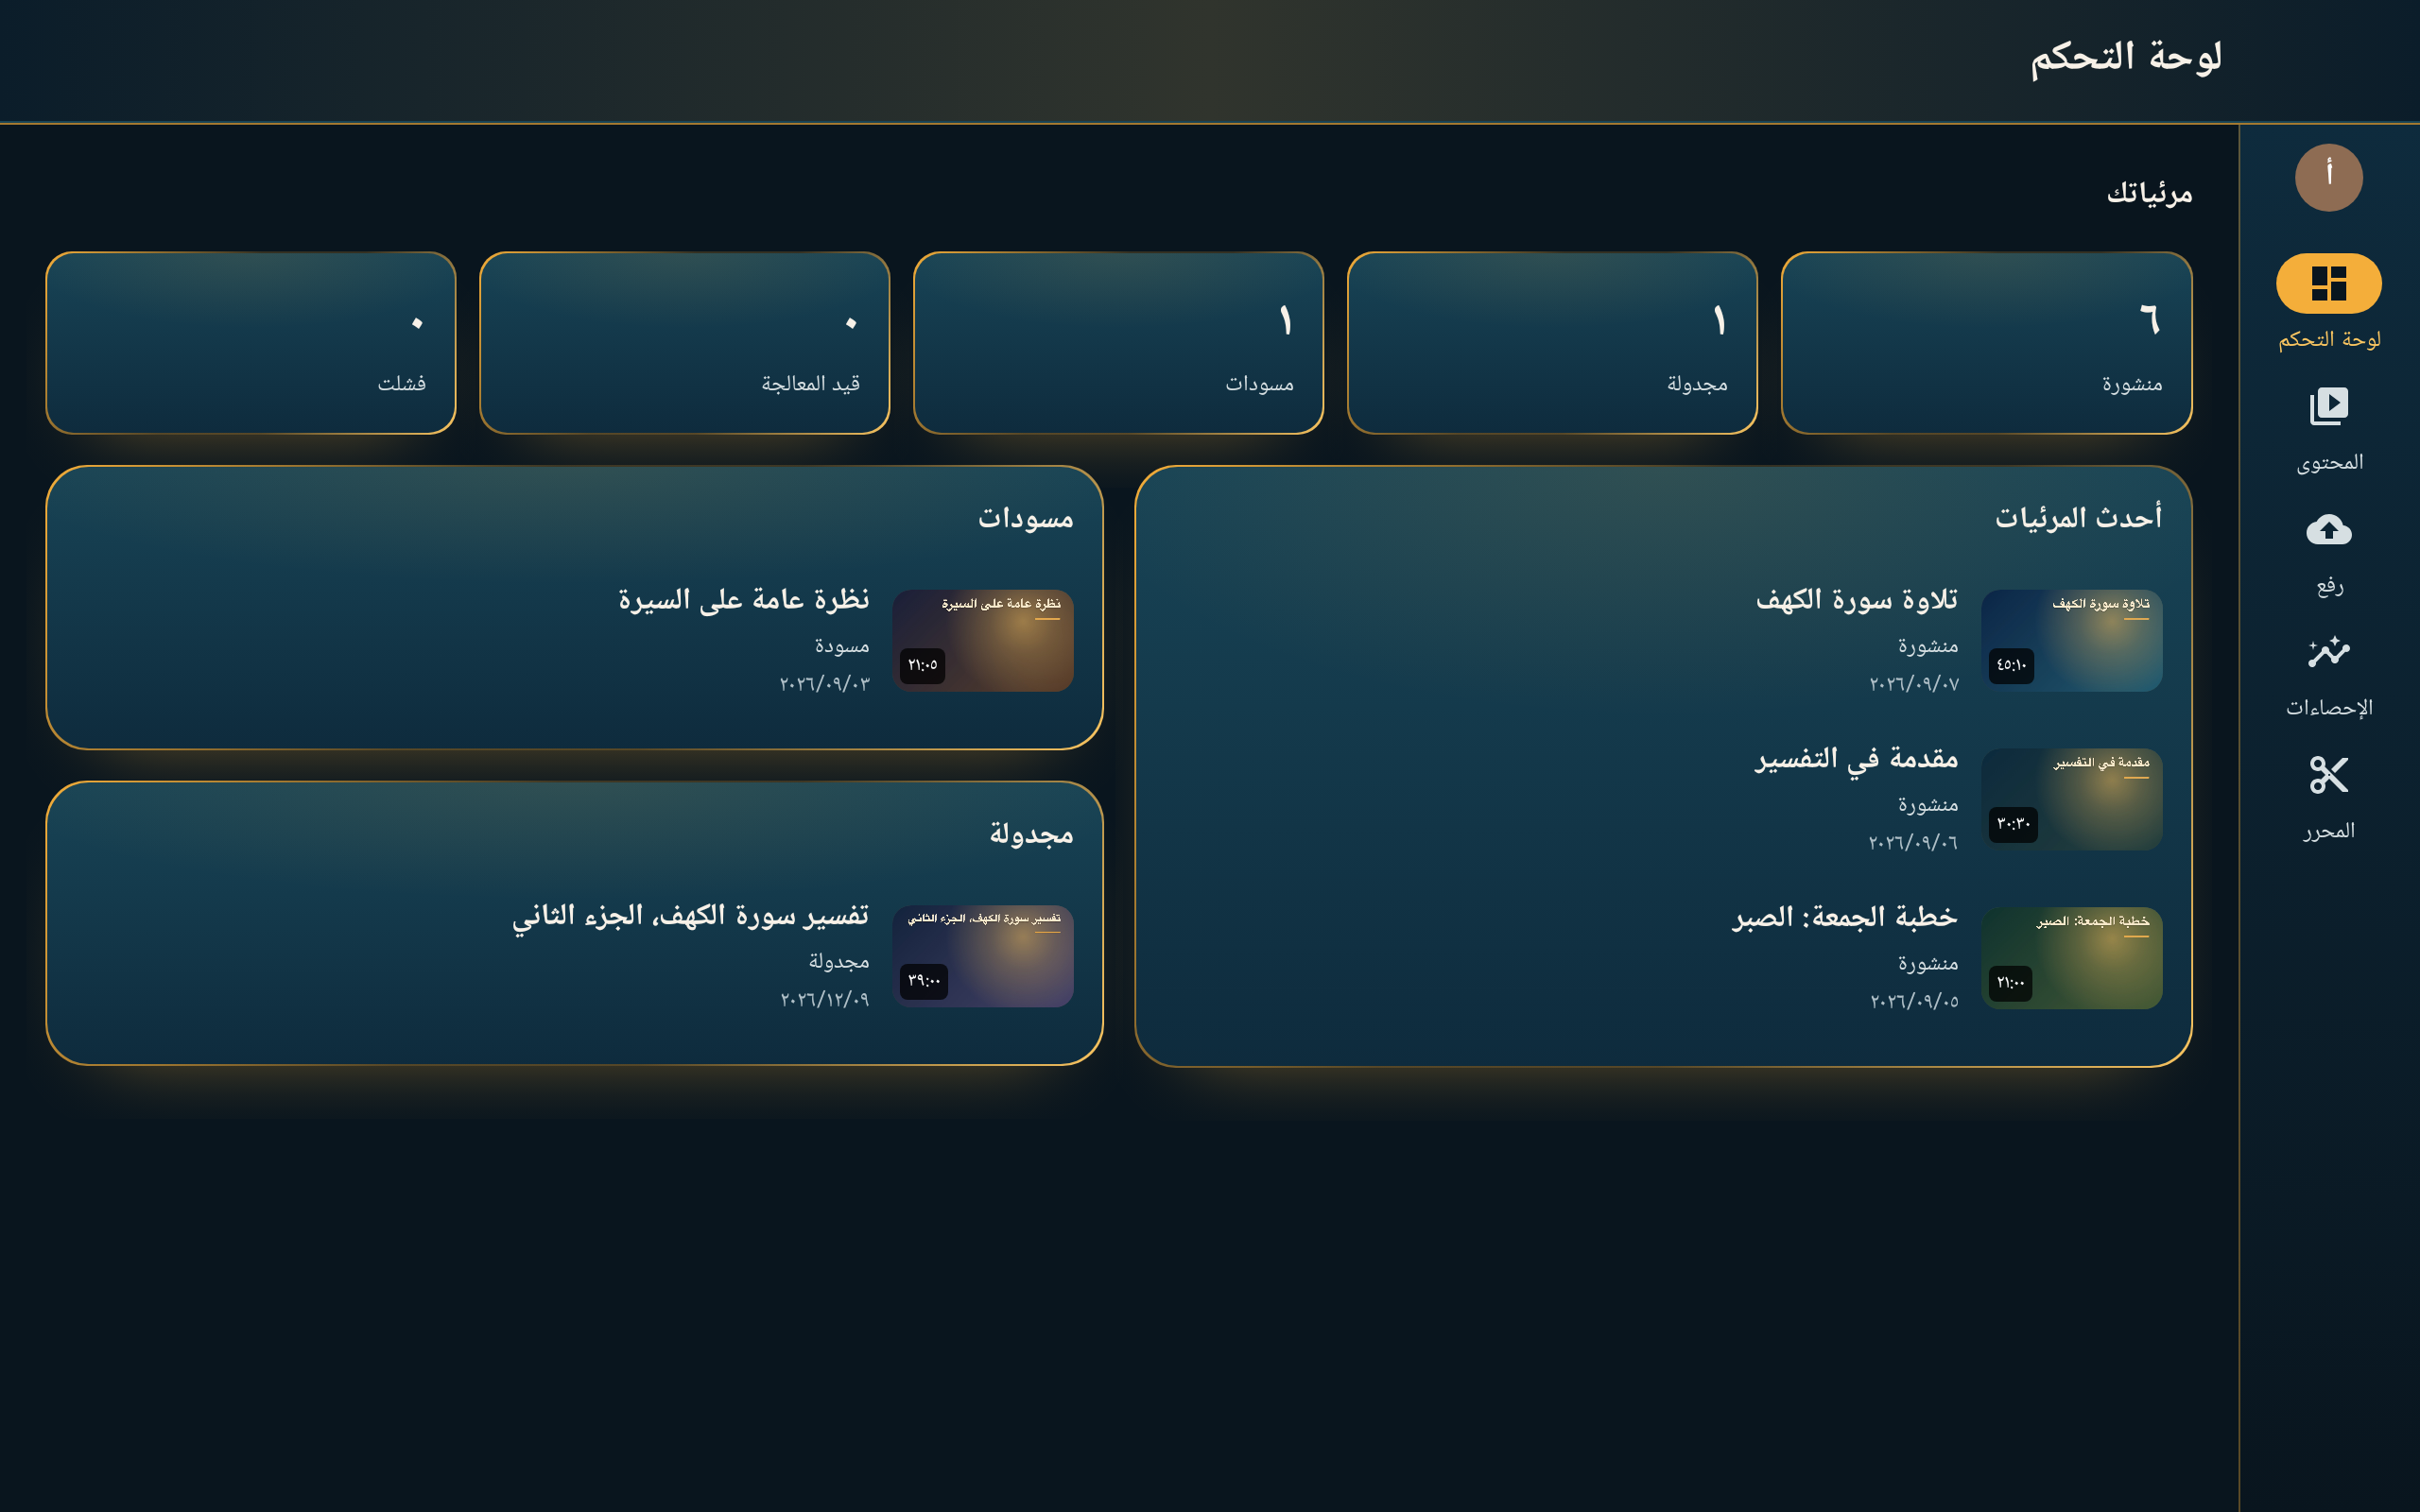 لوحة التحكم
أ
لوحة التحكم
المحتوى
رفع
الإحصاءات
المحرر
مرئياتك
٦
منشورة
١
مجدولة
١
مسودات
٠
قيد المعالجة
٠
فشلت
أحدث المرئيات
تلاوة سورة الكهف
٤٥:١٠
تلاوة سورة الكهف
منشورة
٢٠٢٦/٠٩/٠٧
مقدمة في التفسير
٣٠:٣٠
مقدمة في التفسير
منشورة
٢٠٢٦/٠٩/٠٦
خطبة الجمعة: الصبر
٢١:٠٠
خطبة الجمعة: الصبر
منشورة
٢٠٢٦/٠٩/٠٥
مسودات
نظرة عامة على السيرة
٢١:٠٥
نظرة عامة على السيرة
مسودة
٢٠٢٦/٠٩/٠٣
مجدولة
تفسير سورة الكهف، الجزء الثاني
٣٩:٠٠
تفسير سورة الكهف، الجزء الثاني
مجدولة
٢٠٢٦/١٢/٠٩